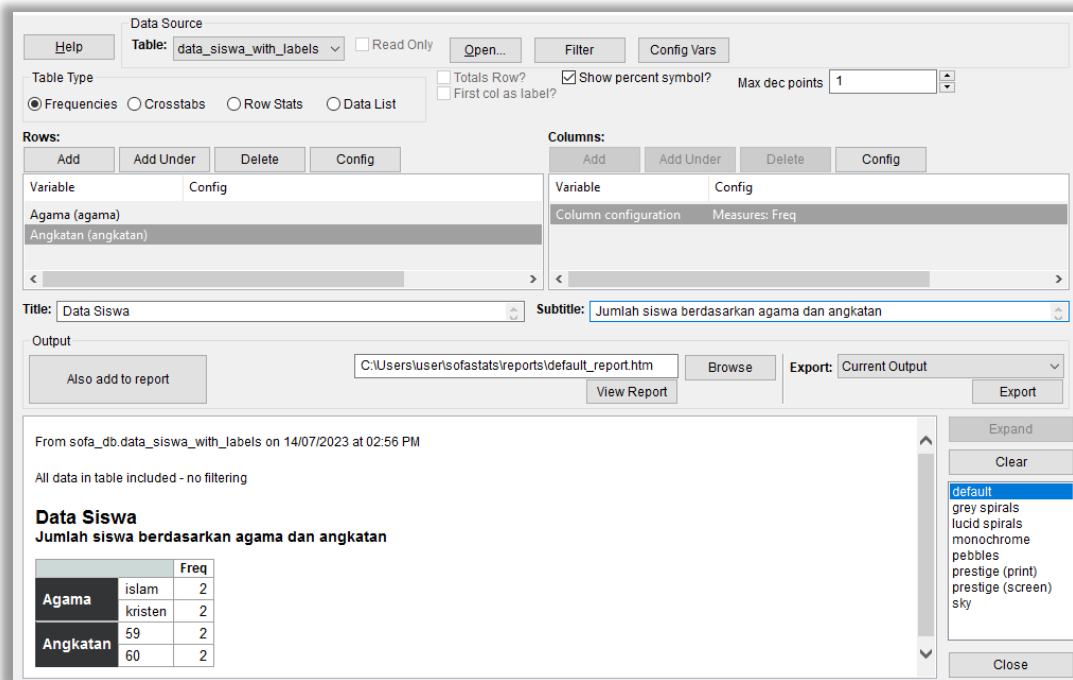 Data Source
Help
Table: data_siswa_with_labels
Read Only
Open...
Filter
Config Vars
Table Type
Frequencies Crosstabs Row Stats Data List
Totals Row?
First col as label?
Show percent symbol?
Max dec points 1
Rows:
Add Add Under Delete Config
Variable Config
Agama (agama)
Angkatan (angkatan)
Columns:
Add Add Under Delete Config
Variable Config
Column configuration Measures: Freq
Title: Data Siswa
Subtitle: Jumlah siswa berdasarkan agama dan angkatan
Output
Also add to report
C:\Users\user\sofastats\reports\default_report.htm
Browse
View Report
Export: Current Output
Export
From sofa_db.data_siswa_with_labels on 14/07/2023 at 02:56 PM
All data in table included - no filtering
Data Siswa
Jumlah siswa berdasarkan agama dan angkatan
Freq
Agama islam 2
kristen 2
Angkatan 59 2
60 2
Expand
Clear
default
grey spirals
lucid spirals
monochrome
pebbles
prestige (print)
prestige (screen)
sky
Close